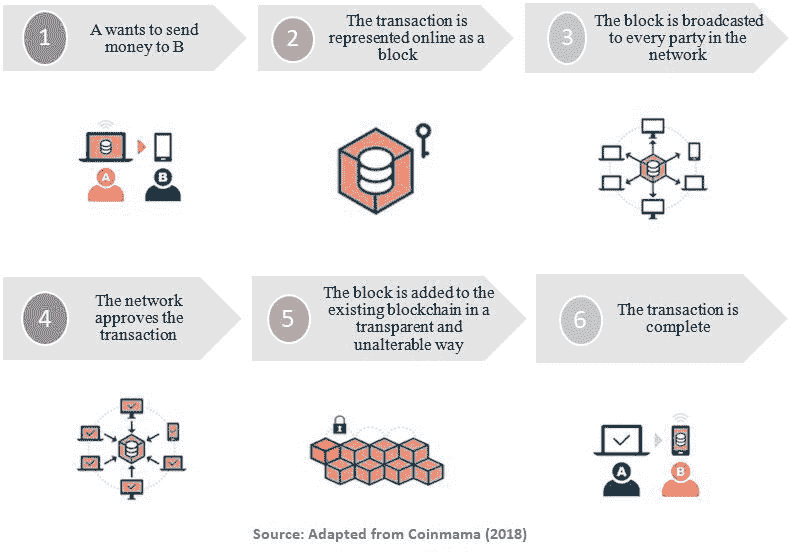 1
A wants to send
money to B
2
The transaction is
represented online as a
block
3
The block is broadcasted
to every party in the
network
A
B
4
The network
approves the
transaction
5
The block is added to the
existing blockchain in a
transparent and
unalterable way
6
The transaction is
complete
A
B
Source: Adapted from Coinmama (2018)